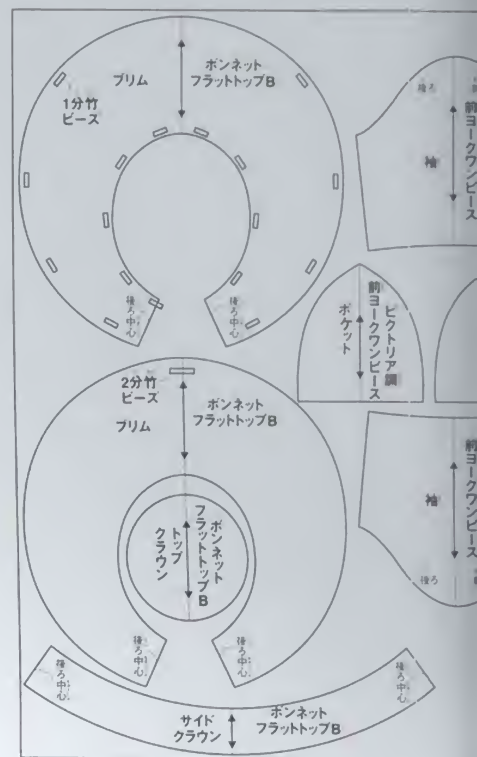 ボンネット
フラットトップB
ブリム
1分竹
ビーズ
後ろ中心
後ろ中心
後ろ
袖
前ヨークワンピース
ビクトリア調
前ヨークワンピース
ポケット
2分竹
ビーズ
ブリム
ボンネット
フラットトップB
ボンネット
フラットトップB
トップ
クラウン
後ろ中心
後ろ中心
袖
前ヨークワンピース
後ろ
後ろ中心
後ろ中心
サイド
クラウン
ボンネット
フラットトップB